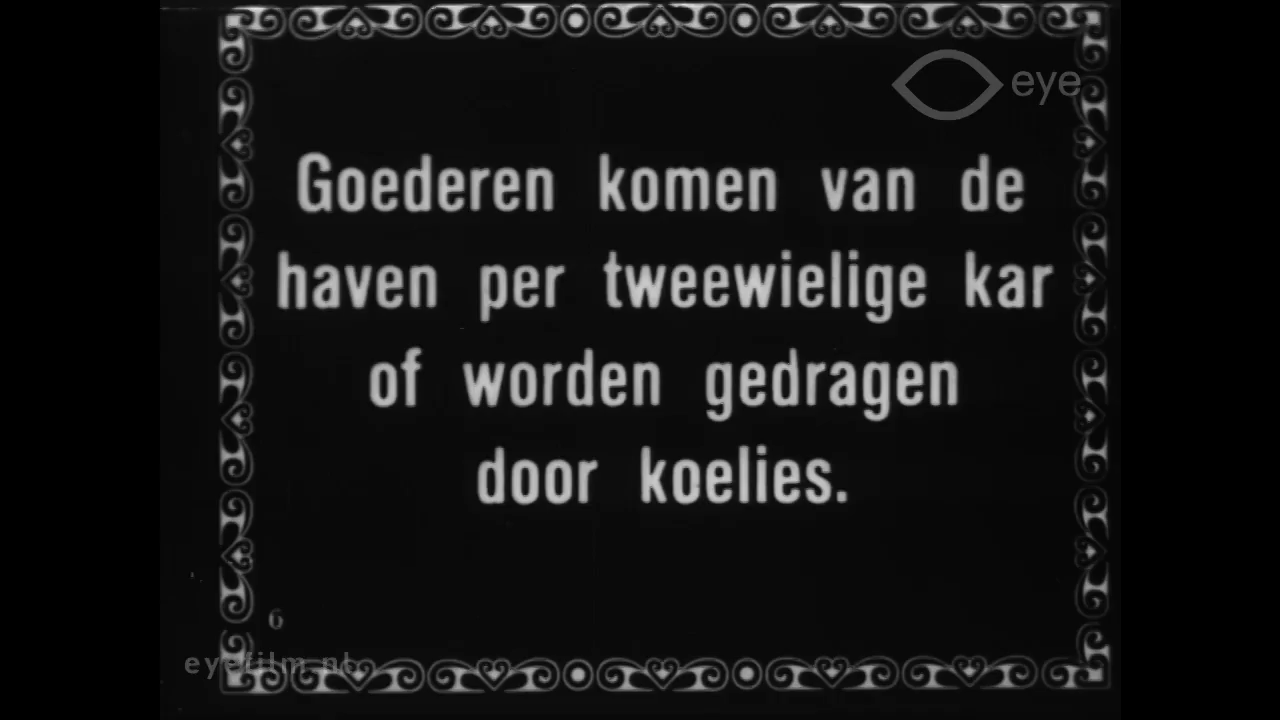 eye
Goederen komen van de
haven per tweewielige kar
of worden gedragen
door koelies.
6
eyefilm.nl